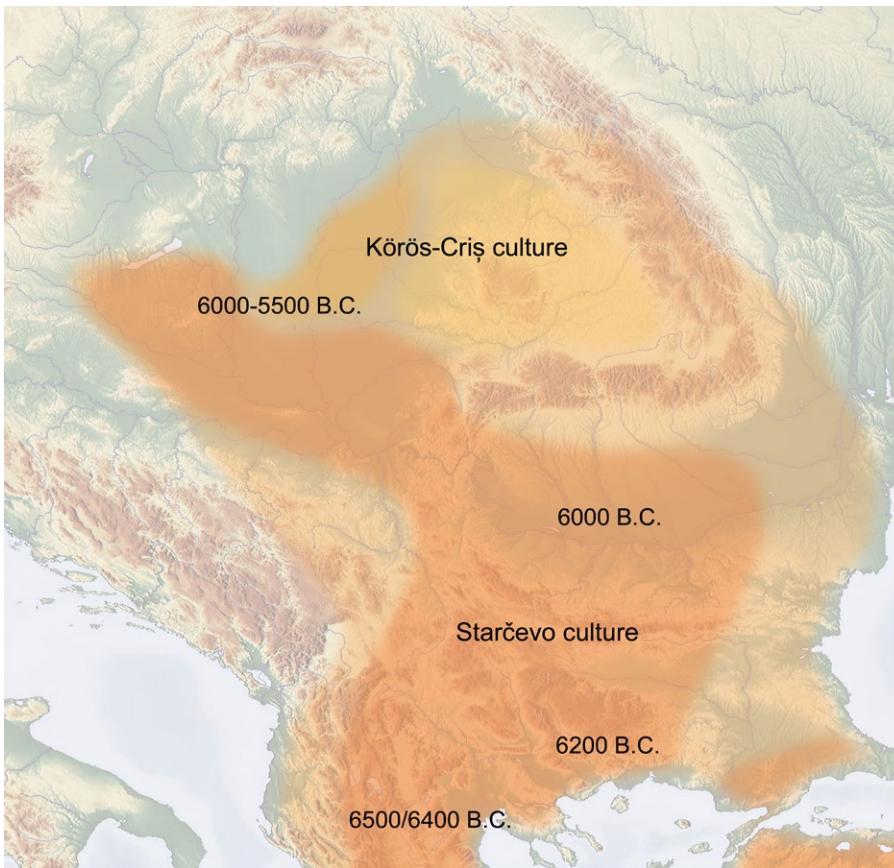 Körös-Criș culture
6000-5500 B.C.
6000 B.C.
Starčevo culture
6200 B.C.
6500/6400 B.C.